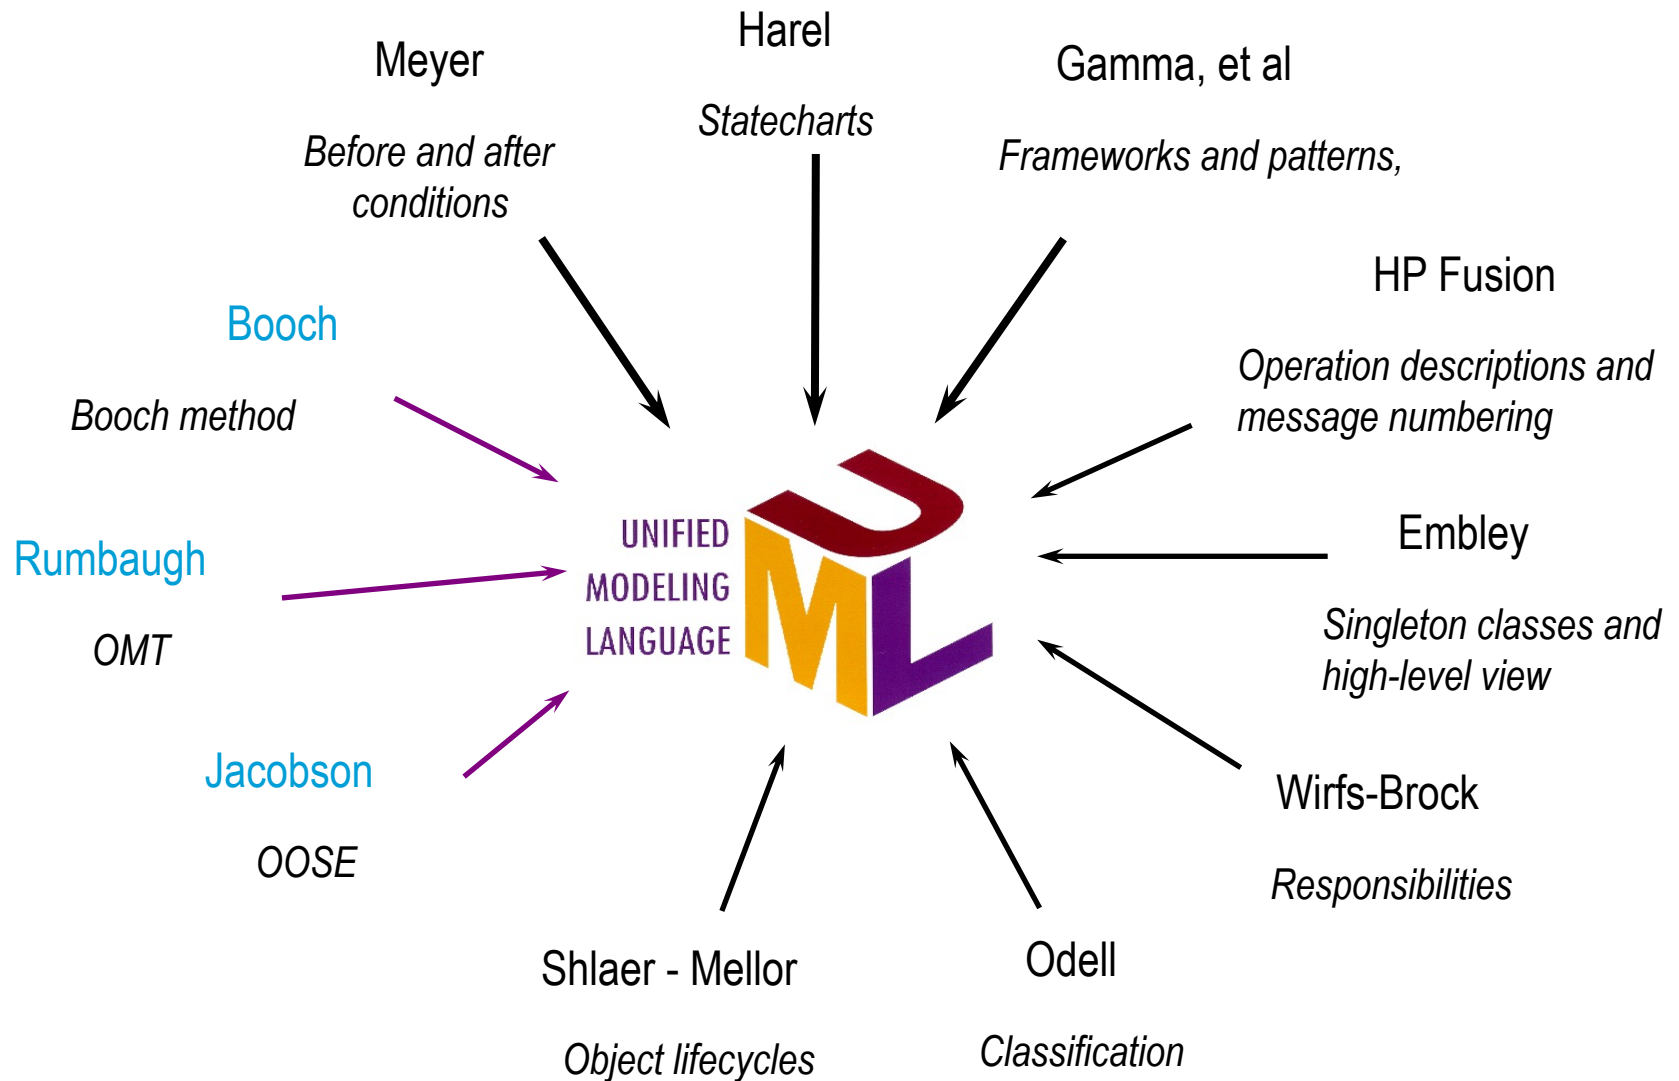 Harel
Statecharts
Meyer
Before and after
conditions
Gamma, et al
Frameworks and patterns,
HP Fusion
Operation descriptions and
message numbering
Booch
Booch method
Embley
Singleton classes and
high-level view
Rumbaugh
OMT
UNIFIED
MODELING
LANGUAGE
UML
Jacobson
OOSE
Wirfs-Brock
Responsibilities
Shlaer - Mellor
Object lifecycles
Odell
Classification